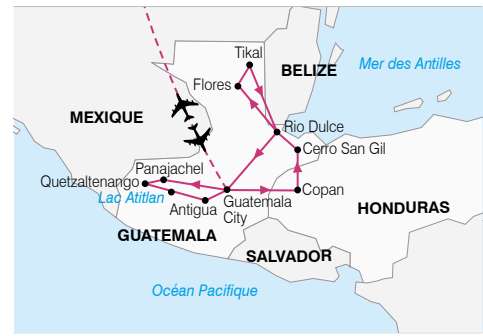 Tikal
BELIZE
Mer des Antilles
Flores
MEXIQUE
Rio Dulce
Cerro San Gil
Panajachel
Quetzaltenango
Lac Atitlan
Antigua
Guatemala
City
Copan
HONDURAS
GUATEMALA
SALVADOR
Océan Pacifique